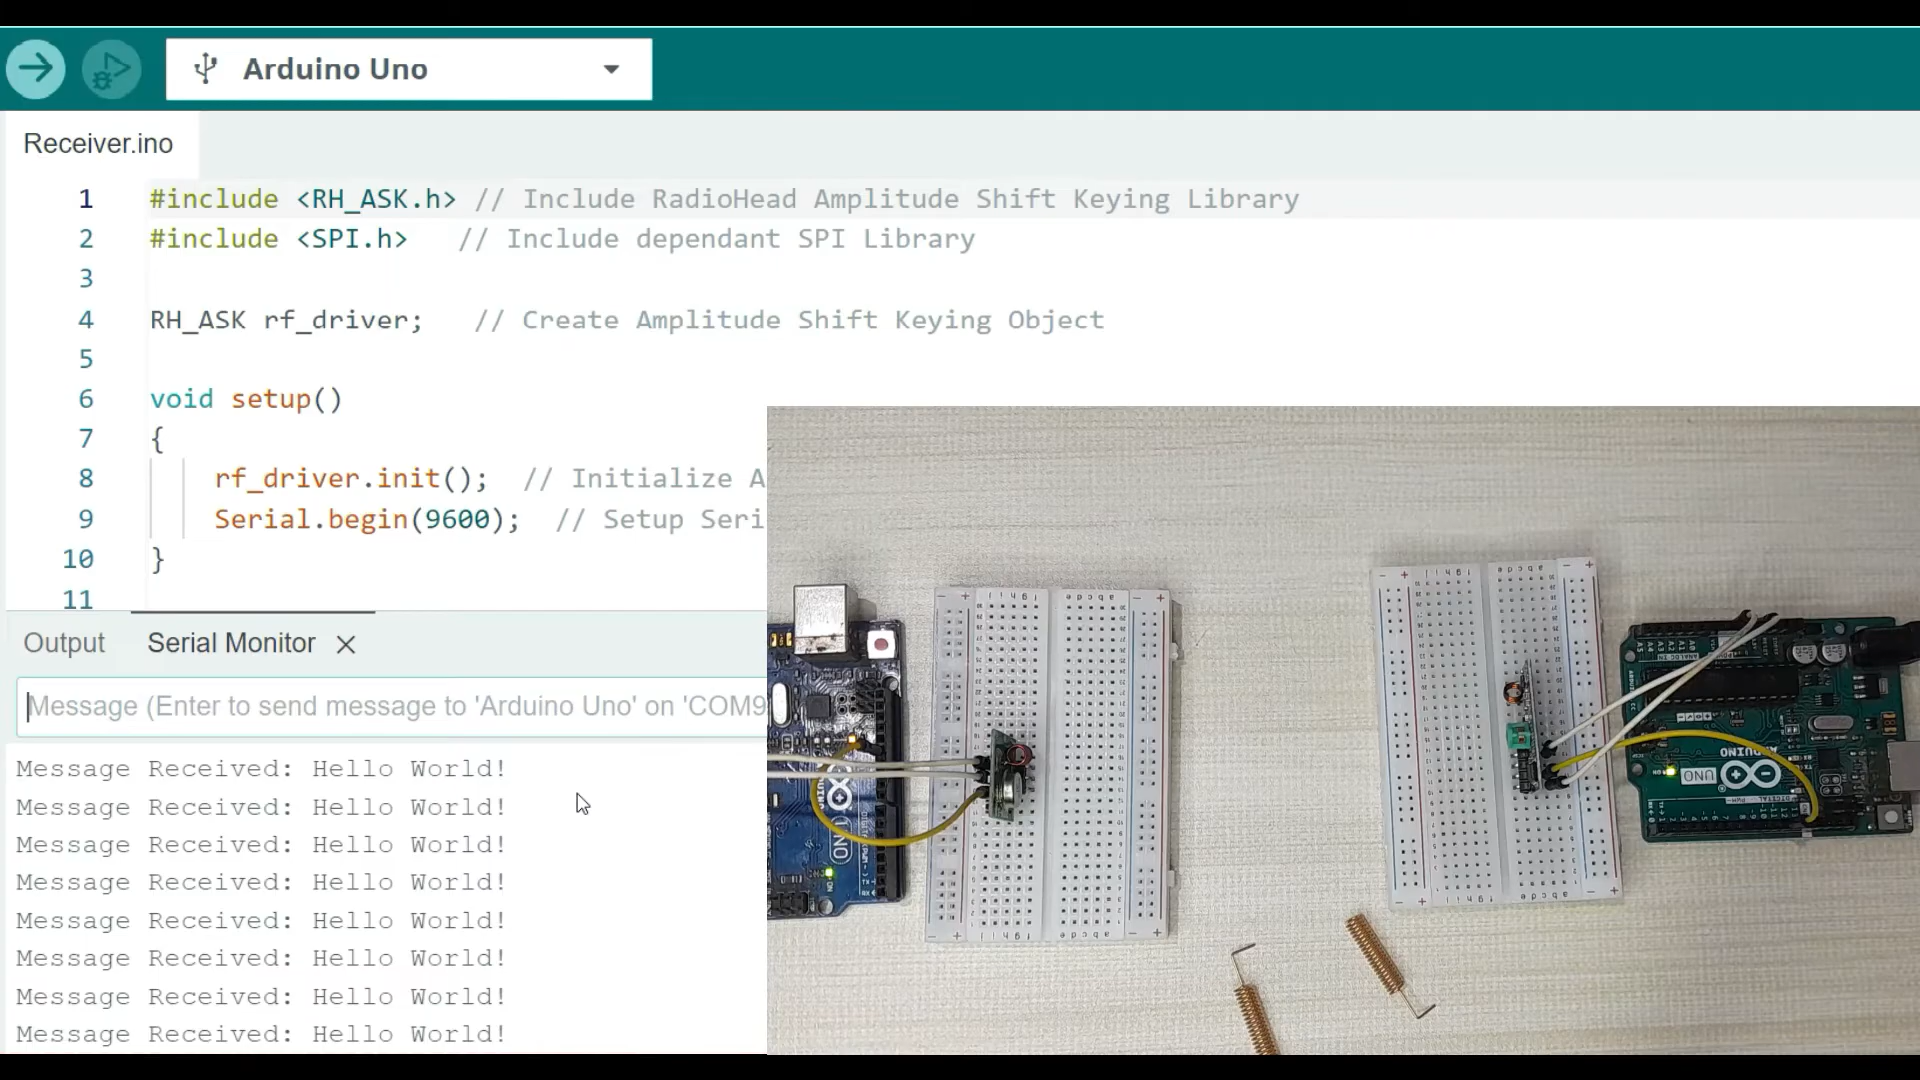 Arduino Uno
Receiver.ino
1 #include <RH_ASK.h> // Include RadioHead Amplitude Shift Keying Library
2 #include <SPI.h> // Include dependant SPI Library
3
4 RH_ASK rf_driver; // Create Amplitude Shift Keying Object
5
6 void setup()
7 {
8 rf_driver.init(); // Initialize A
9 Serial.begin(9600); // Setup Seri
10 }
11
Output Serial Monitor
Message (Enter to send message to 'Arduino Uno' on 'COM9
Message Received: Hello World!
Message Received: Hello World!
Message Received: Hello World!
Message Received: Hello World!
Message Received: Hello World!
Message Received: Hello World!
Message Received: Hello World!
Message Received: Hello World!
UNO
ARDUINO
UNO